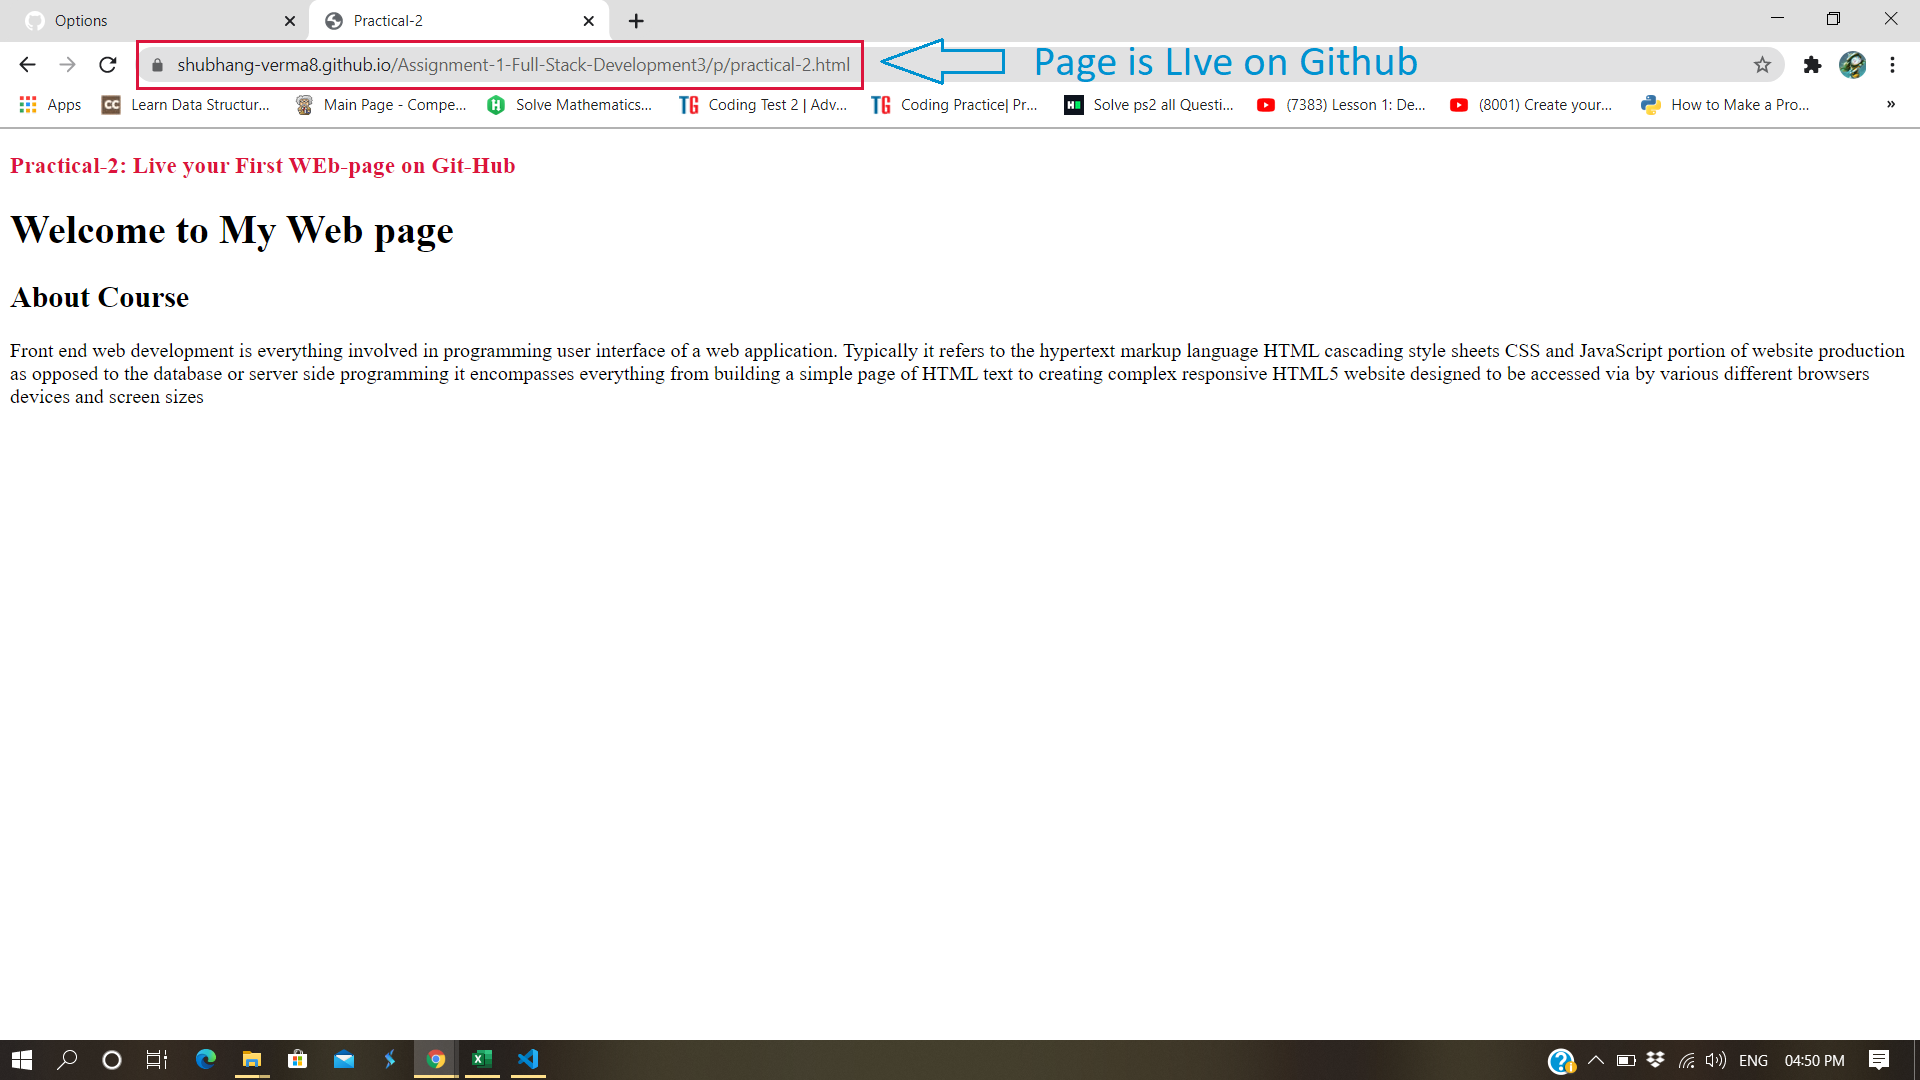 Options
Practical-2
shubhang-verma8.github.io/Assignment-1-Full-Stack-Development3/p/practical-2.html
Page is LIve on Github
Apps
CC Learn Data Structur...
Main Page - Compe...
H Solve Mathematics...
TG Coding Test 2 | Adv...
TG Coding Practice| Pr...
H Solve ps2 all Questi...
(7383) Lesson 1: De...
(8001) Create your...
How to Make a Pro...
»
Practical-2: Live your First WEb-page on Git-Hub
Welcome to My Web page
About Course
Front end web development is everything involved in programming user interface of a web application. Typically it refers to the hypertext markup language HTML cascading style sheets CSS and JavaScript portion of website production
as opposed to the database or server side programming it encompasses everything from building a simple page of HTML text to creating complex responsive HTML5 website designed to be accessed via by various different browsers
devices and screen sizes
ENG
04:50 PM